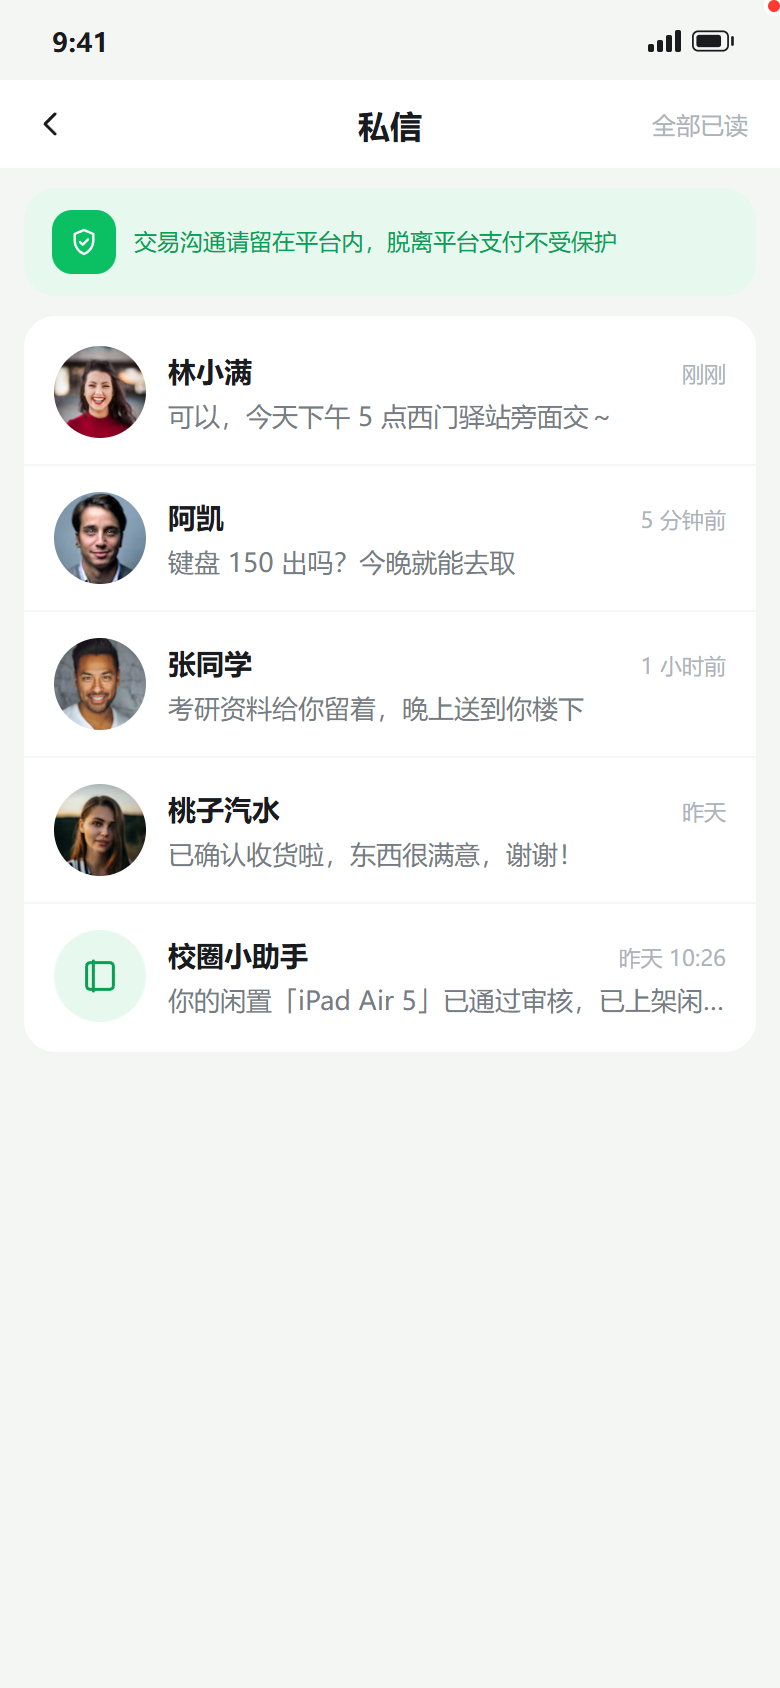 9:41
私信
全部已读
交易沟通请留在平台内，脱离平台支付不受保护
林小满
刚刚
可以，今天下午 5 点西门驿站旁面交～
阿凯
5 分钟前
键盘 150 出吗？今晚就能去取
张同学
1 小时前
考研资料给你留着，晚上送到你楼下
桃子汽水
昨天
已确认收货啦，东西很满意，谢谢！
校圈小助手
昨天 10:26
你的闲置「iPad Air 5」已通过审核，已上架闲...